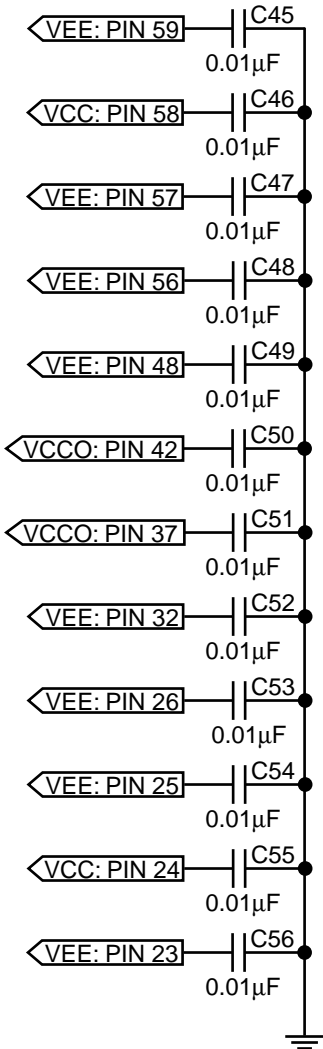 C45
VEE: PIN 59
0.01µF
C46
VCC: PIN 58
0.01µF
C47
VEE: PIN 57
0.01µF
C48
VEE: PIN 56
0.01µF
C49
VEE: PIN 48
0.01µF
C50
VCCO: PIN 42
0.01µF
C51
VCCO: PIN 37
0.01µF
C52
VEE: PIN 32
0.01µF
C53
VEE: PIN 26
0.01µF
C54
VEE: PIN 25
0.01µF
C55
VCC: PIN 24
0.01µF
C56
VEE: PIN 23
0.01µF